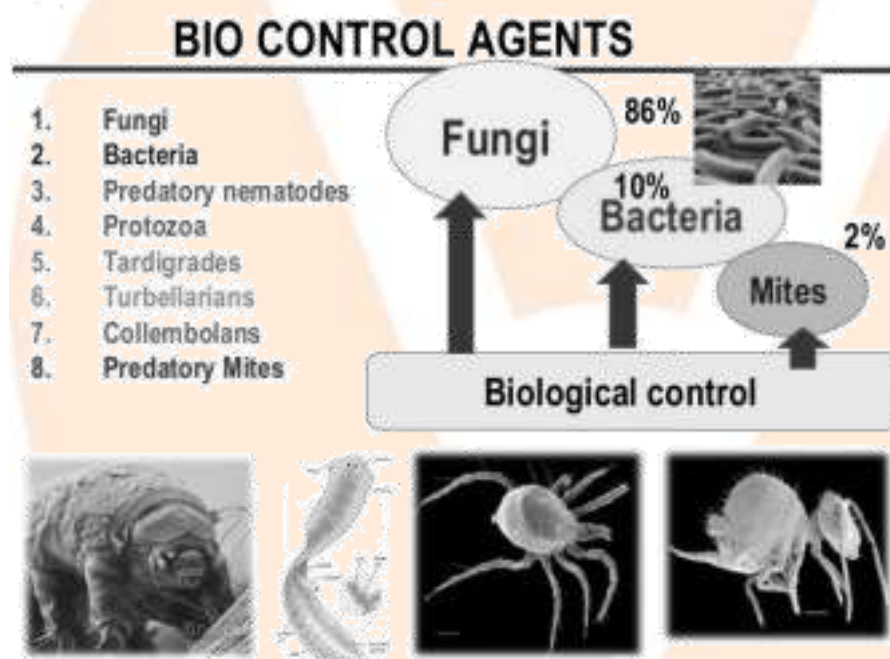 BIO CONTROL AGENTS
1. Fungi
2. Bacteria
3. Predatory nematodes
4. Protozoa
5. Tardigrades
6. Turbellarians
7. Collembolans
8. Predatory Mites
Fungi
86%
10%
Bacteria
2%
Mites
Biological control